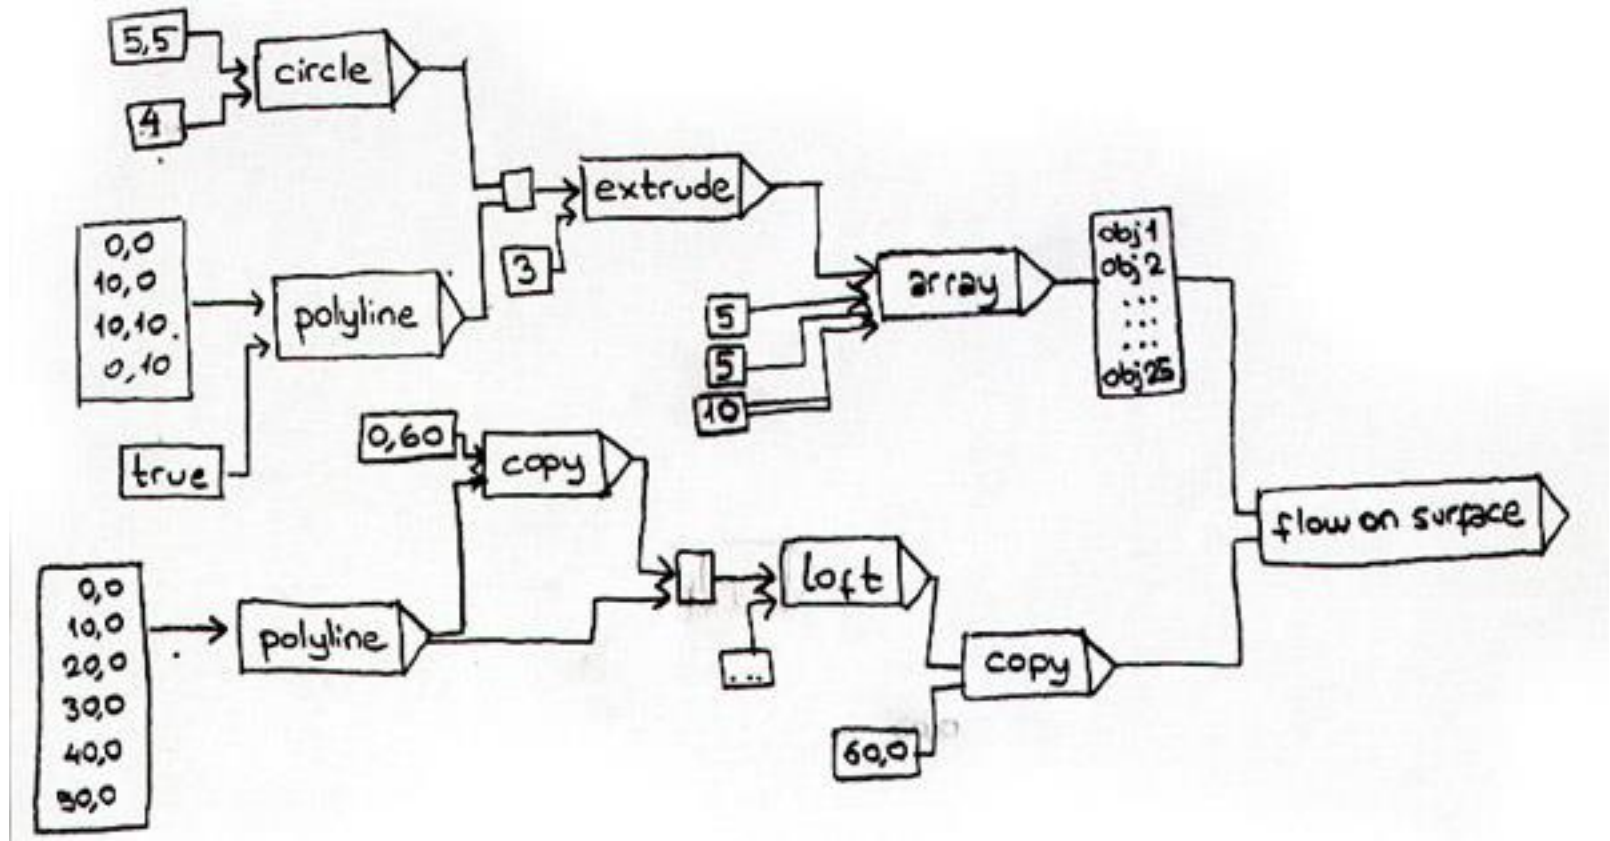 5,5
circle
4
extrude
3
0,0
10,0
10,10.
0,10
polyline
true
array
5
5
10
obj1
obj2
...
...
...
obj25
0,60
copy
flow on surface
0,0
10,0
20,0
30,0
40,0
50,0
polyline
loft
...
copy
60,0